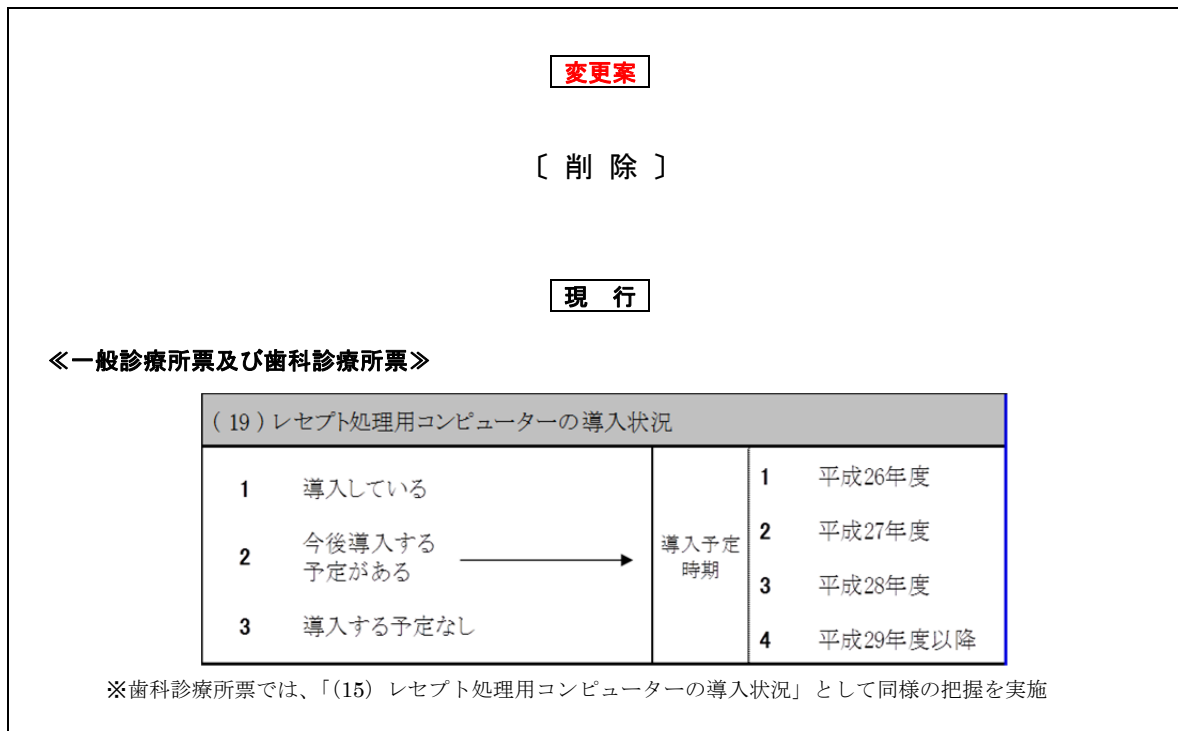 変更案
〔 削 除 〕
現 行
≪一般診療所票及び歯科診療所票≫
(19)レセプト処理用コンピューターの導入状況
1 導入している
2 今後導入する
予定がある
3 導入する予定なし
導入予定
時期
1 平成26年度
2 平成27年度
3 平成28年度
4 平成29年度以降
※歯科診療所票では、「(15) レセプト処理用コンピューターの導入状況」として同様の把握を実施